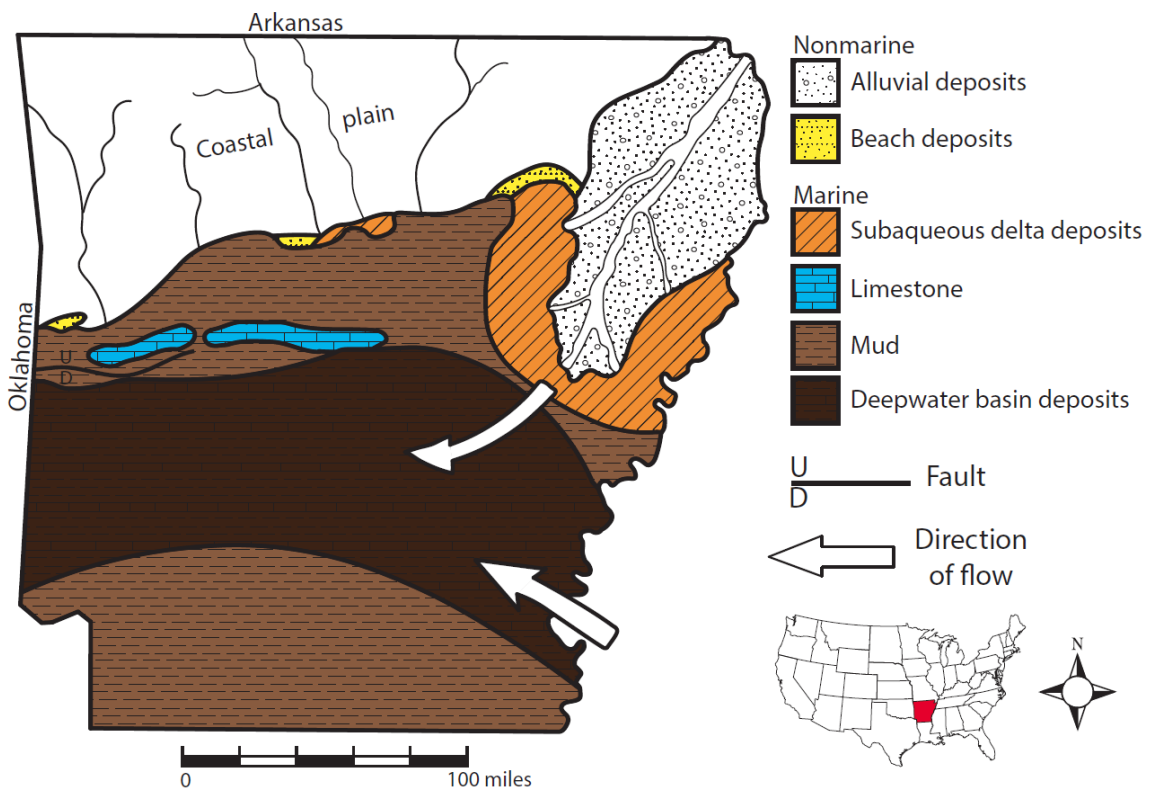 Arkansas
Coastal
plain
Oklahoma
U
D
0
100 miles
Nonmarine
Alluvial deposits
Beach deposits
Marine
Subaqueous delta deposits
Limestone
Mud
Deepwater basin deposits
U
D
Fault
Direction
of flow
N